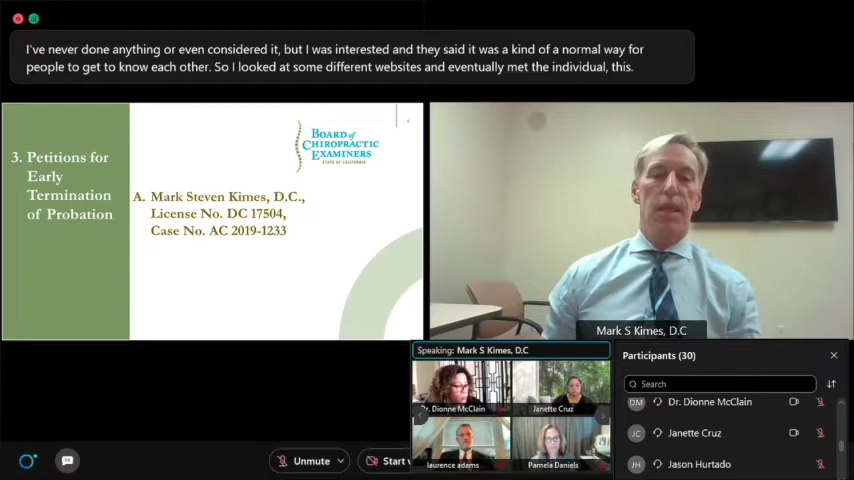 I've never done anything or even considered it, but I was interested and they said it was a kind of a normal way for
people to get to know each other. So I looked at some different websites and eventually met the individual, this.
3. Petitions for
Early
Termination
of Probation
BOARD of
CHIROPRACTIC
EXAMINERS
STATE OF CALIFORNIA
A. Mark Steven Kimes, D.C.,
License No. DC 17504,
Case No. AC 2019-1233
Mark S Kimes, D.C
Speaking: Mark S Kimes, D.C
Dr. Dionne McClain
Janette Cruz
laurence adams
Pamela Daniels
Participants (30)
Search
DM Dr. Dionne McClain
JC Janette Cruz
JH Jason Hurtado
Unmute
Start v